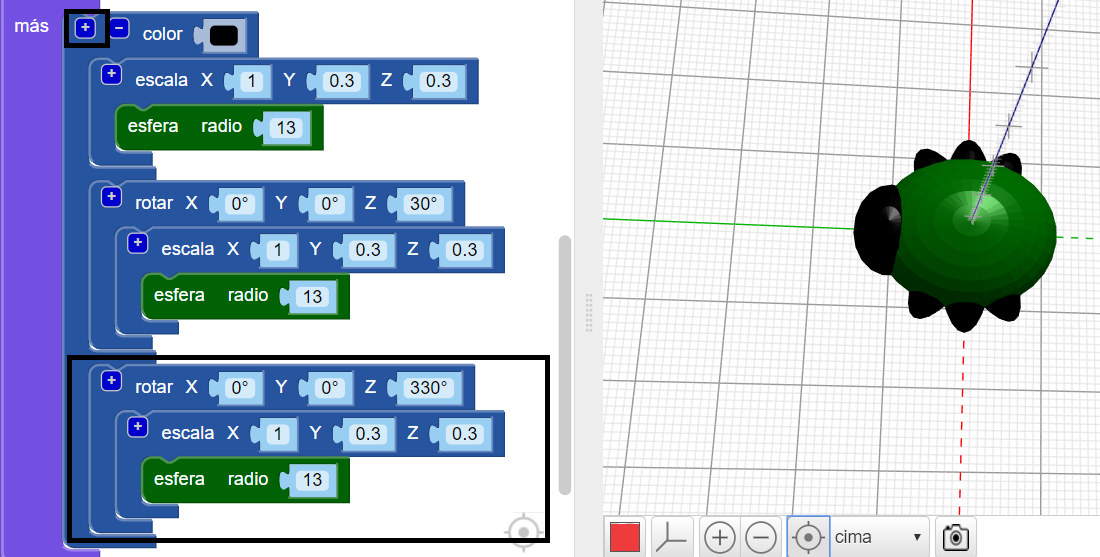 más + − color
+ escala X 1 Y 0.3 Z 0.3
esfera radio 13
+ rotar X 0° Y 0° Z 30°
+ escala X 1 Y 0.3 Z 0.3
esfera radio 13
+ rotar X 0° Y 0° Z 330°
+ escala X 1 Y 0.3 Z 0.3
esfera radio 13
cima